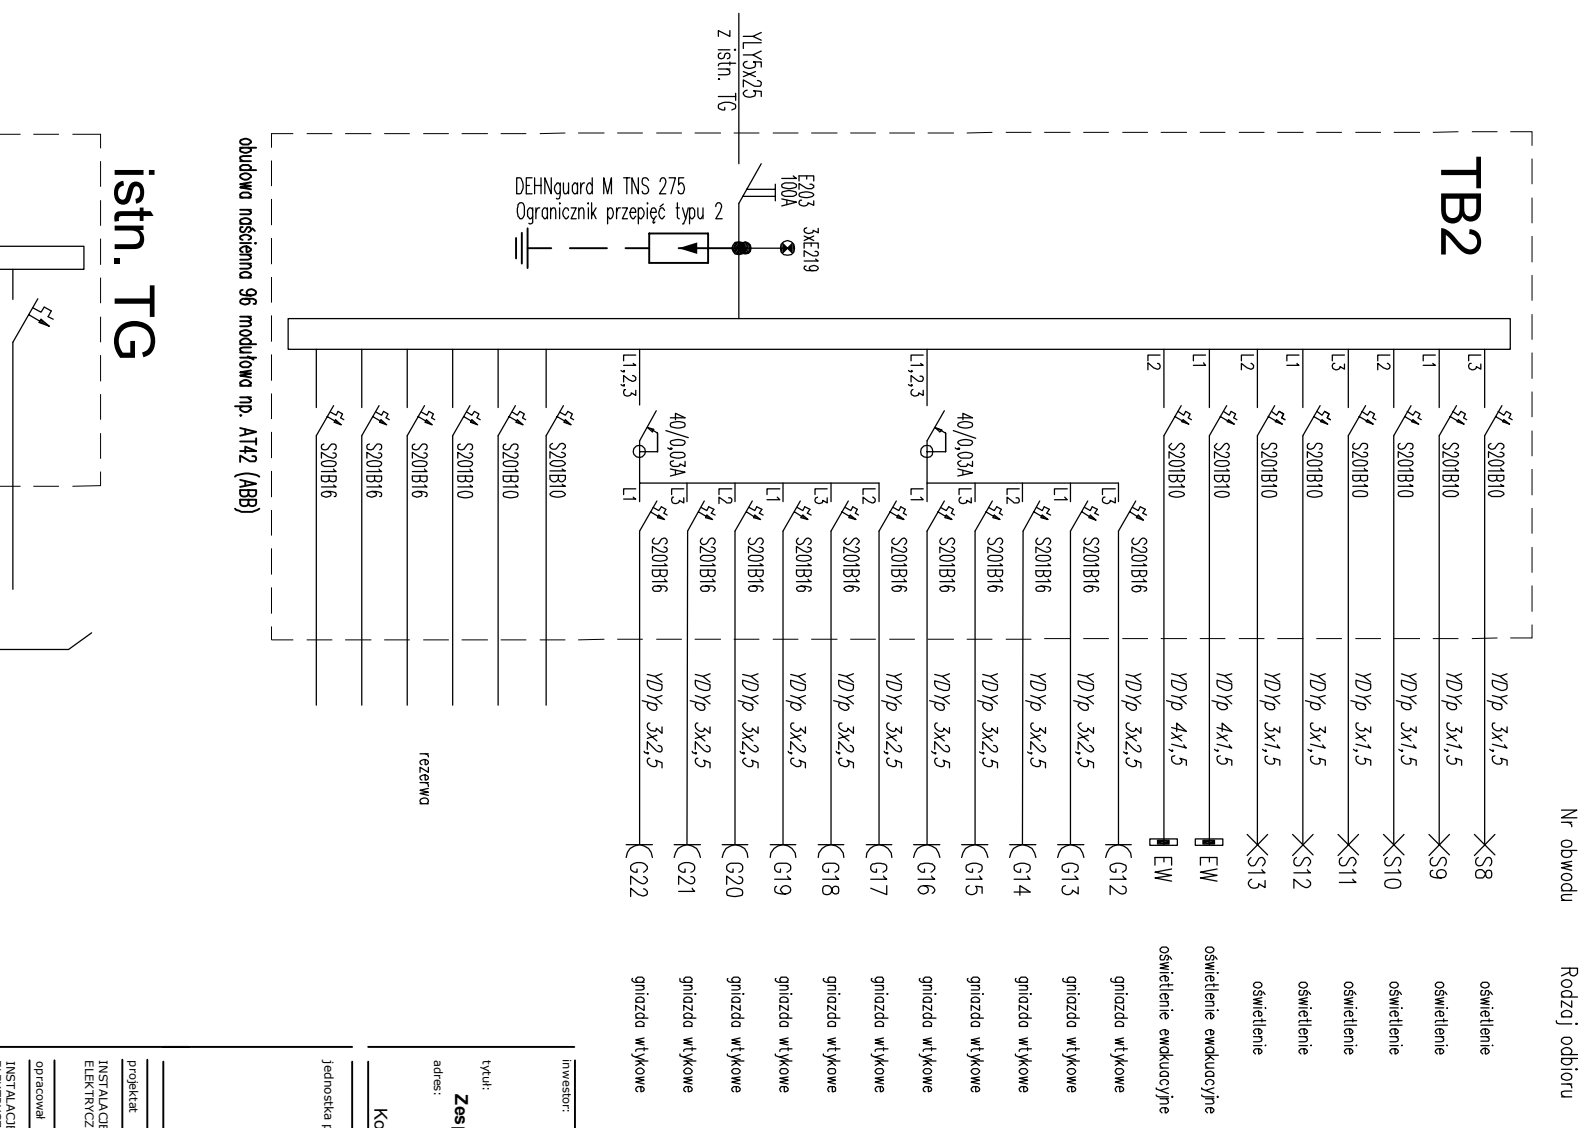 TB2
Nr obwodu
Rodzaj odbioru
YLY5x25
z istn. TG
E203
100A
3xE219
DEHNguard M TNS 275
Ogranicznik przepięć typu 2
L3
S201B10
YDYp 3x1,5
S8
oświetlenie
L1
S201B10
YDYp 3x1,5
S9
oświetlenie
L2
S201B10
YDYp 3x1,5
S10
oświetlenie
L3
S201B10
YDYp 3x1,5
S11
oświetlenie
L1
S201B10
YDYp 3x1,5
S12
oświetlenie
L2
S201B10
YDYp 3x1,5
S13
oświetlenie
L1
S201B10
YDYp 4x1,5
EW
oświetlenie ewakuacyjne
L2
S201B10
YDYp 4x1,5
EW
oświetlenie ewakuacyjne
L1,2,3
40/0,03A
L3
S201B16
YDYp 3x2,5
G12
gniazda wtykowe
L1
S201B16
YDYp 3x2,5
G13
gniazda wtykowe
L2
S201B16
YDYp 3x2,5
G14
gniazda wtykowe
L3
S201B16
YDYp 3x2,5
G15
gniazda wtykowe
L1
S201B16
YDYp 3x2,5
G16
gniazda wtykowe
L1,2,3
40/0,03A
L2
S201B16
YDYp 3x2,5
G17
gniazda wtykowe
L3
S201B16
YDYp 3x2,5
G18
gniazda wtykowe
L1
S201B16
YDYp 3x2,5
G19
gniazda wtykowe
L2
S201B16
YDYp 3x2,5
G20
gniazda wtykowe
L3
S201B16
YDYp 3x2,5
G21
gniazda wtykowe
L1
S201B16
YDYp 3x2,5
G22
gniazda wtykowe
S201B10
S201B10
S201B10
S201B16
S201B16
S201B16
rezerwa
obudowa naścienna 96 modułowa np. AT42 (ABB)
istn. TG
inwestor:
tytuł:
Zesp
adres:
Ko
jednostka p
projektat
INSTALACJE
ELEKTRYCZ
opracował
INSTALACJE